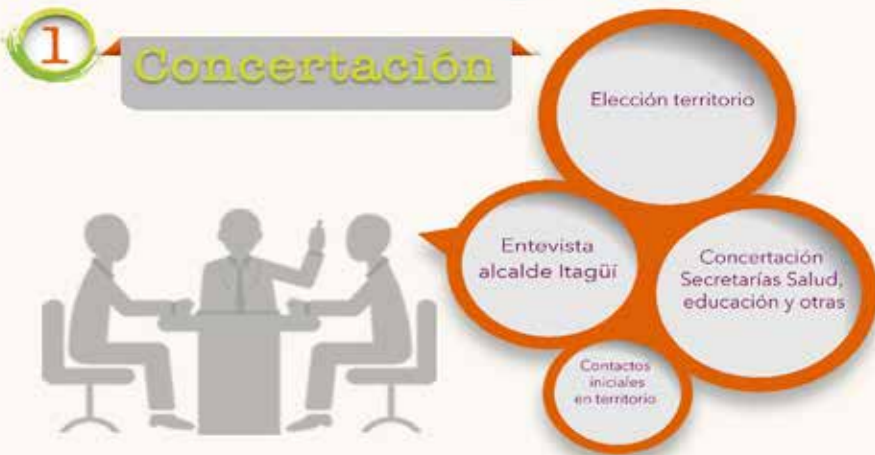 1
Concertación
Elección territorio
Entevista
alcalde Itagüí
Concertación
Secretarías Salud,
educación y otras
Contactos
iniciales
en territorio